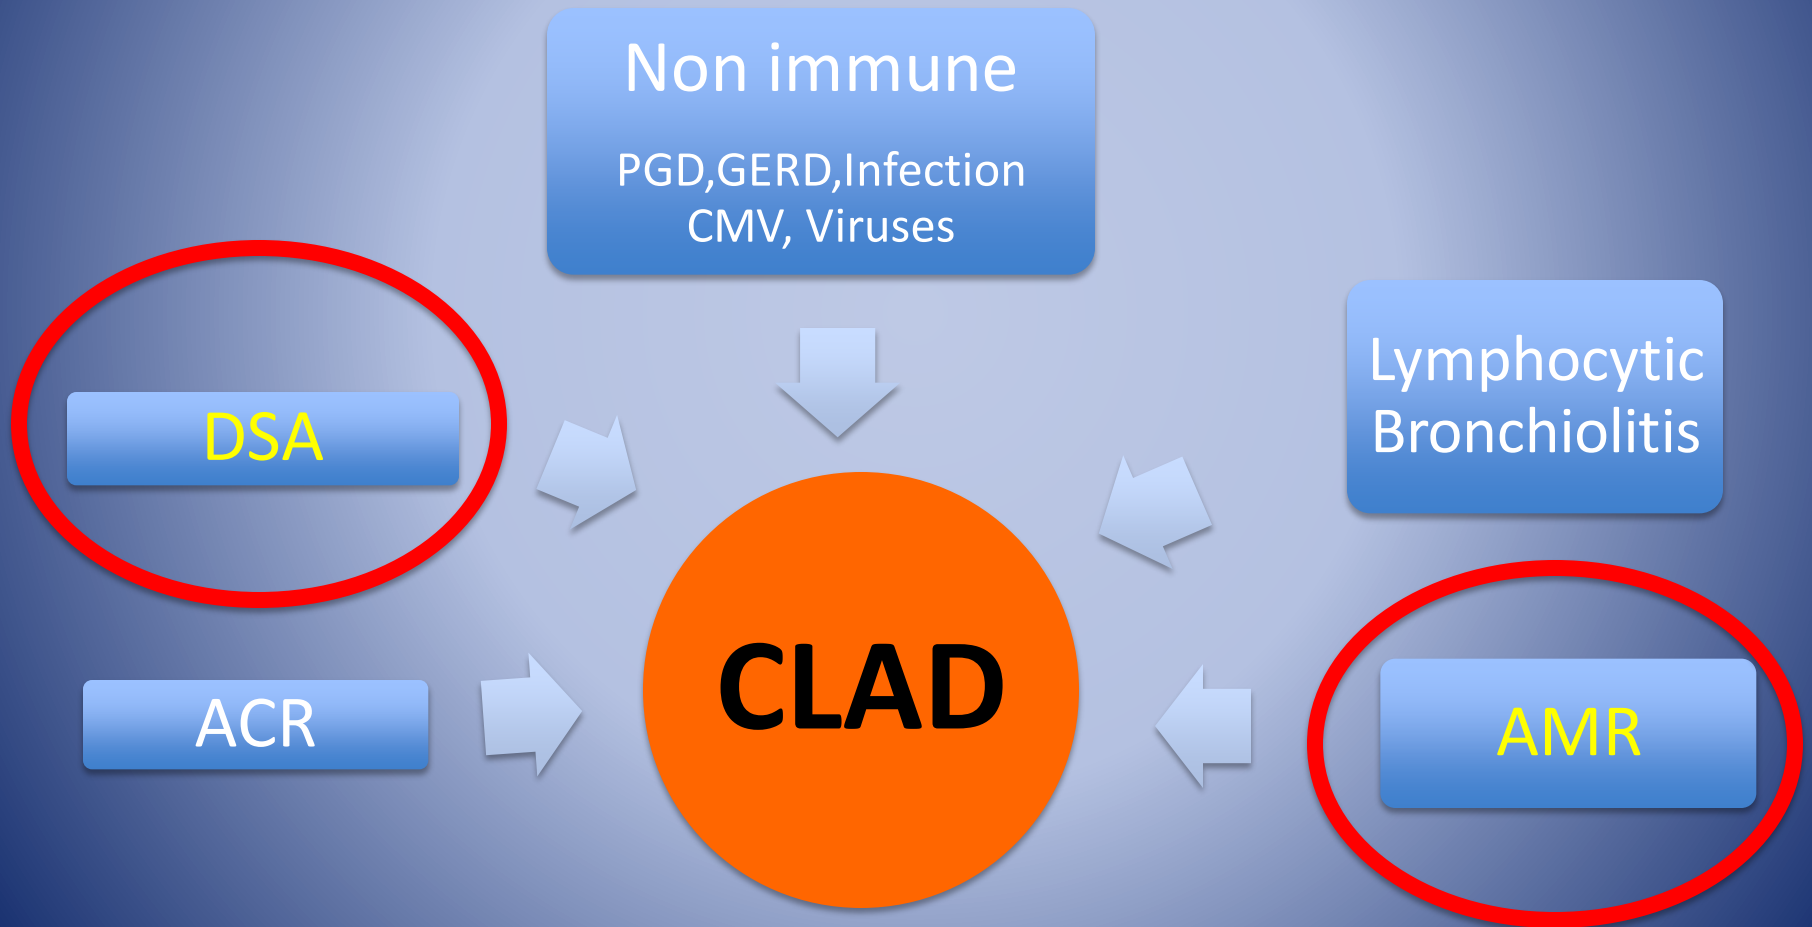 Non immune
PGD,GERD,Infection
CMV, Viruses
DSA
Lymphocytic
Bronchiolitis
ACR
CLAD
AMR